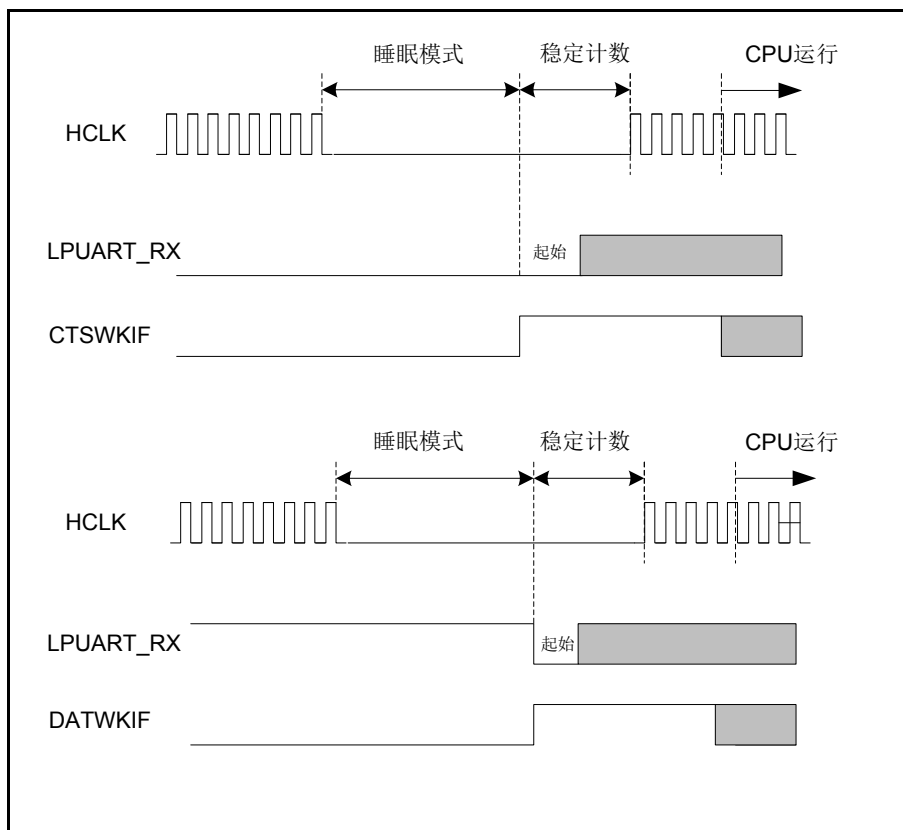 睡眠模式
稳定计数
CPU运行
HCLK
LPUART_RX
起始
CTSWKIF
睡眠模式
稳定计数
CPU运行
HCLK
LPUART_RX
起始
DATWKIF